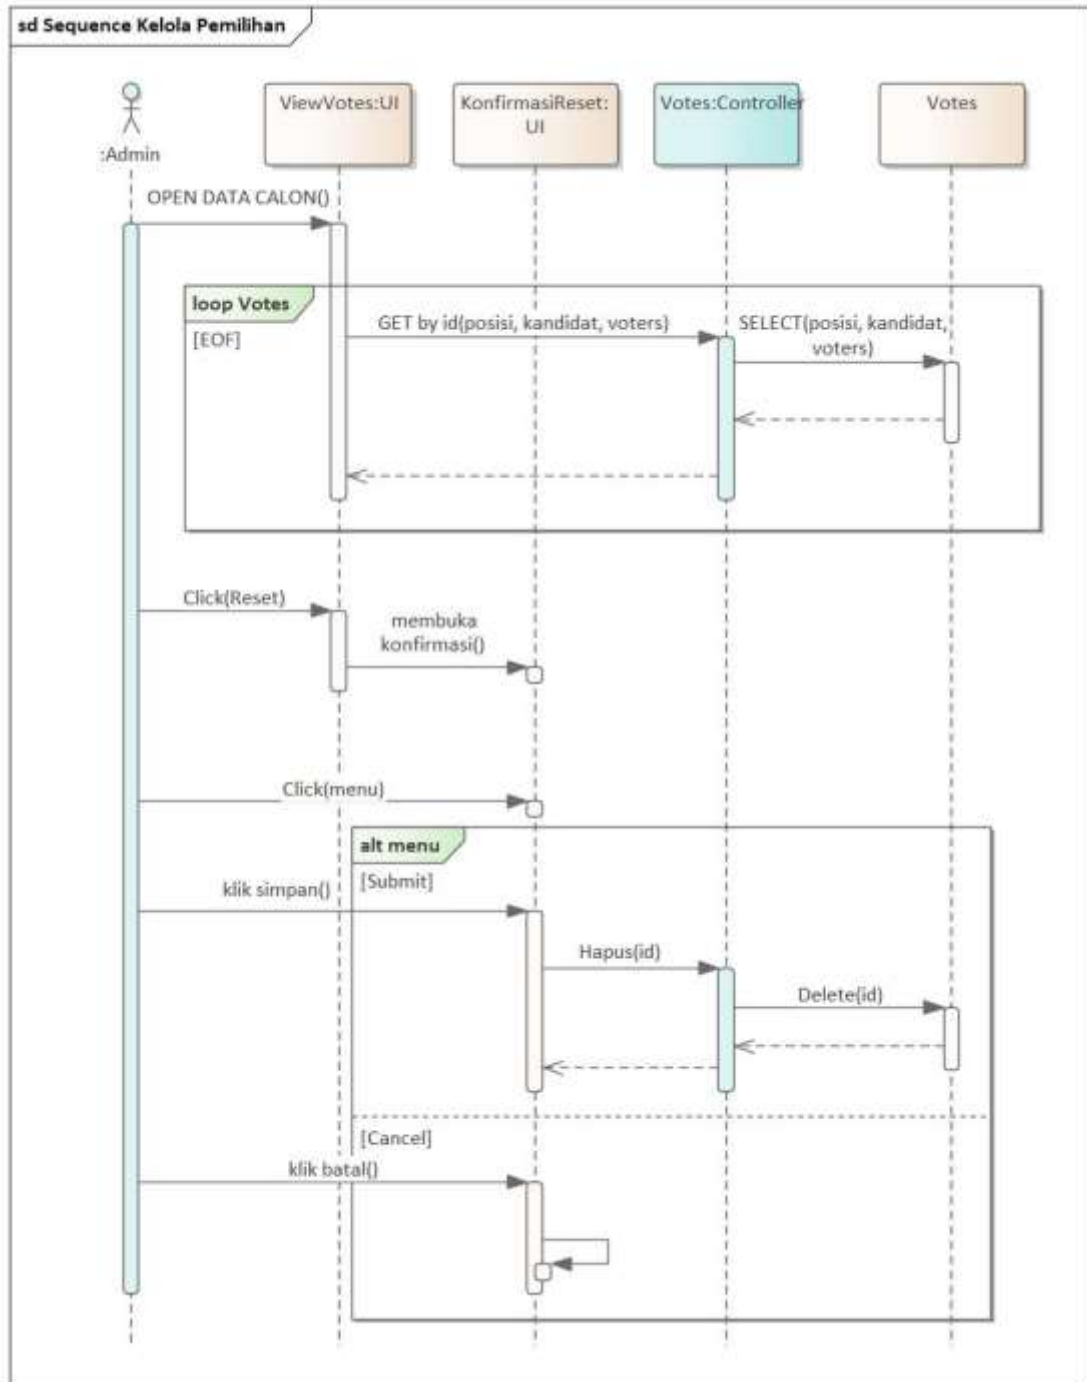 sd Sequence Kelola Pemilihan
:Admin
ViewVotes:UI
KonfirmasiReset:
UI
Votes:Controller
Votes
OPEN DATA CALON()
loop Votes
[EOF]
GET by id(posisi, kandidat, voters)
SELECT(posisi, kandidat,
voters)
Click(Reset)
membuka
konfirmasi()
Click(menu)
alt menu
[Submit]
klik simpan()
Hapus(id)
Delete(id)
[Cancel]
klik batal()